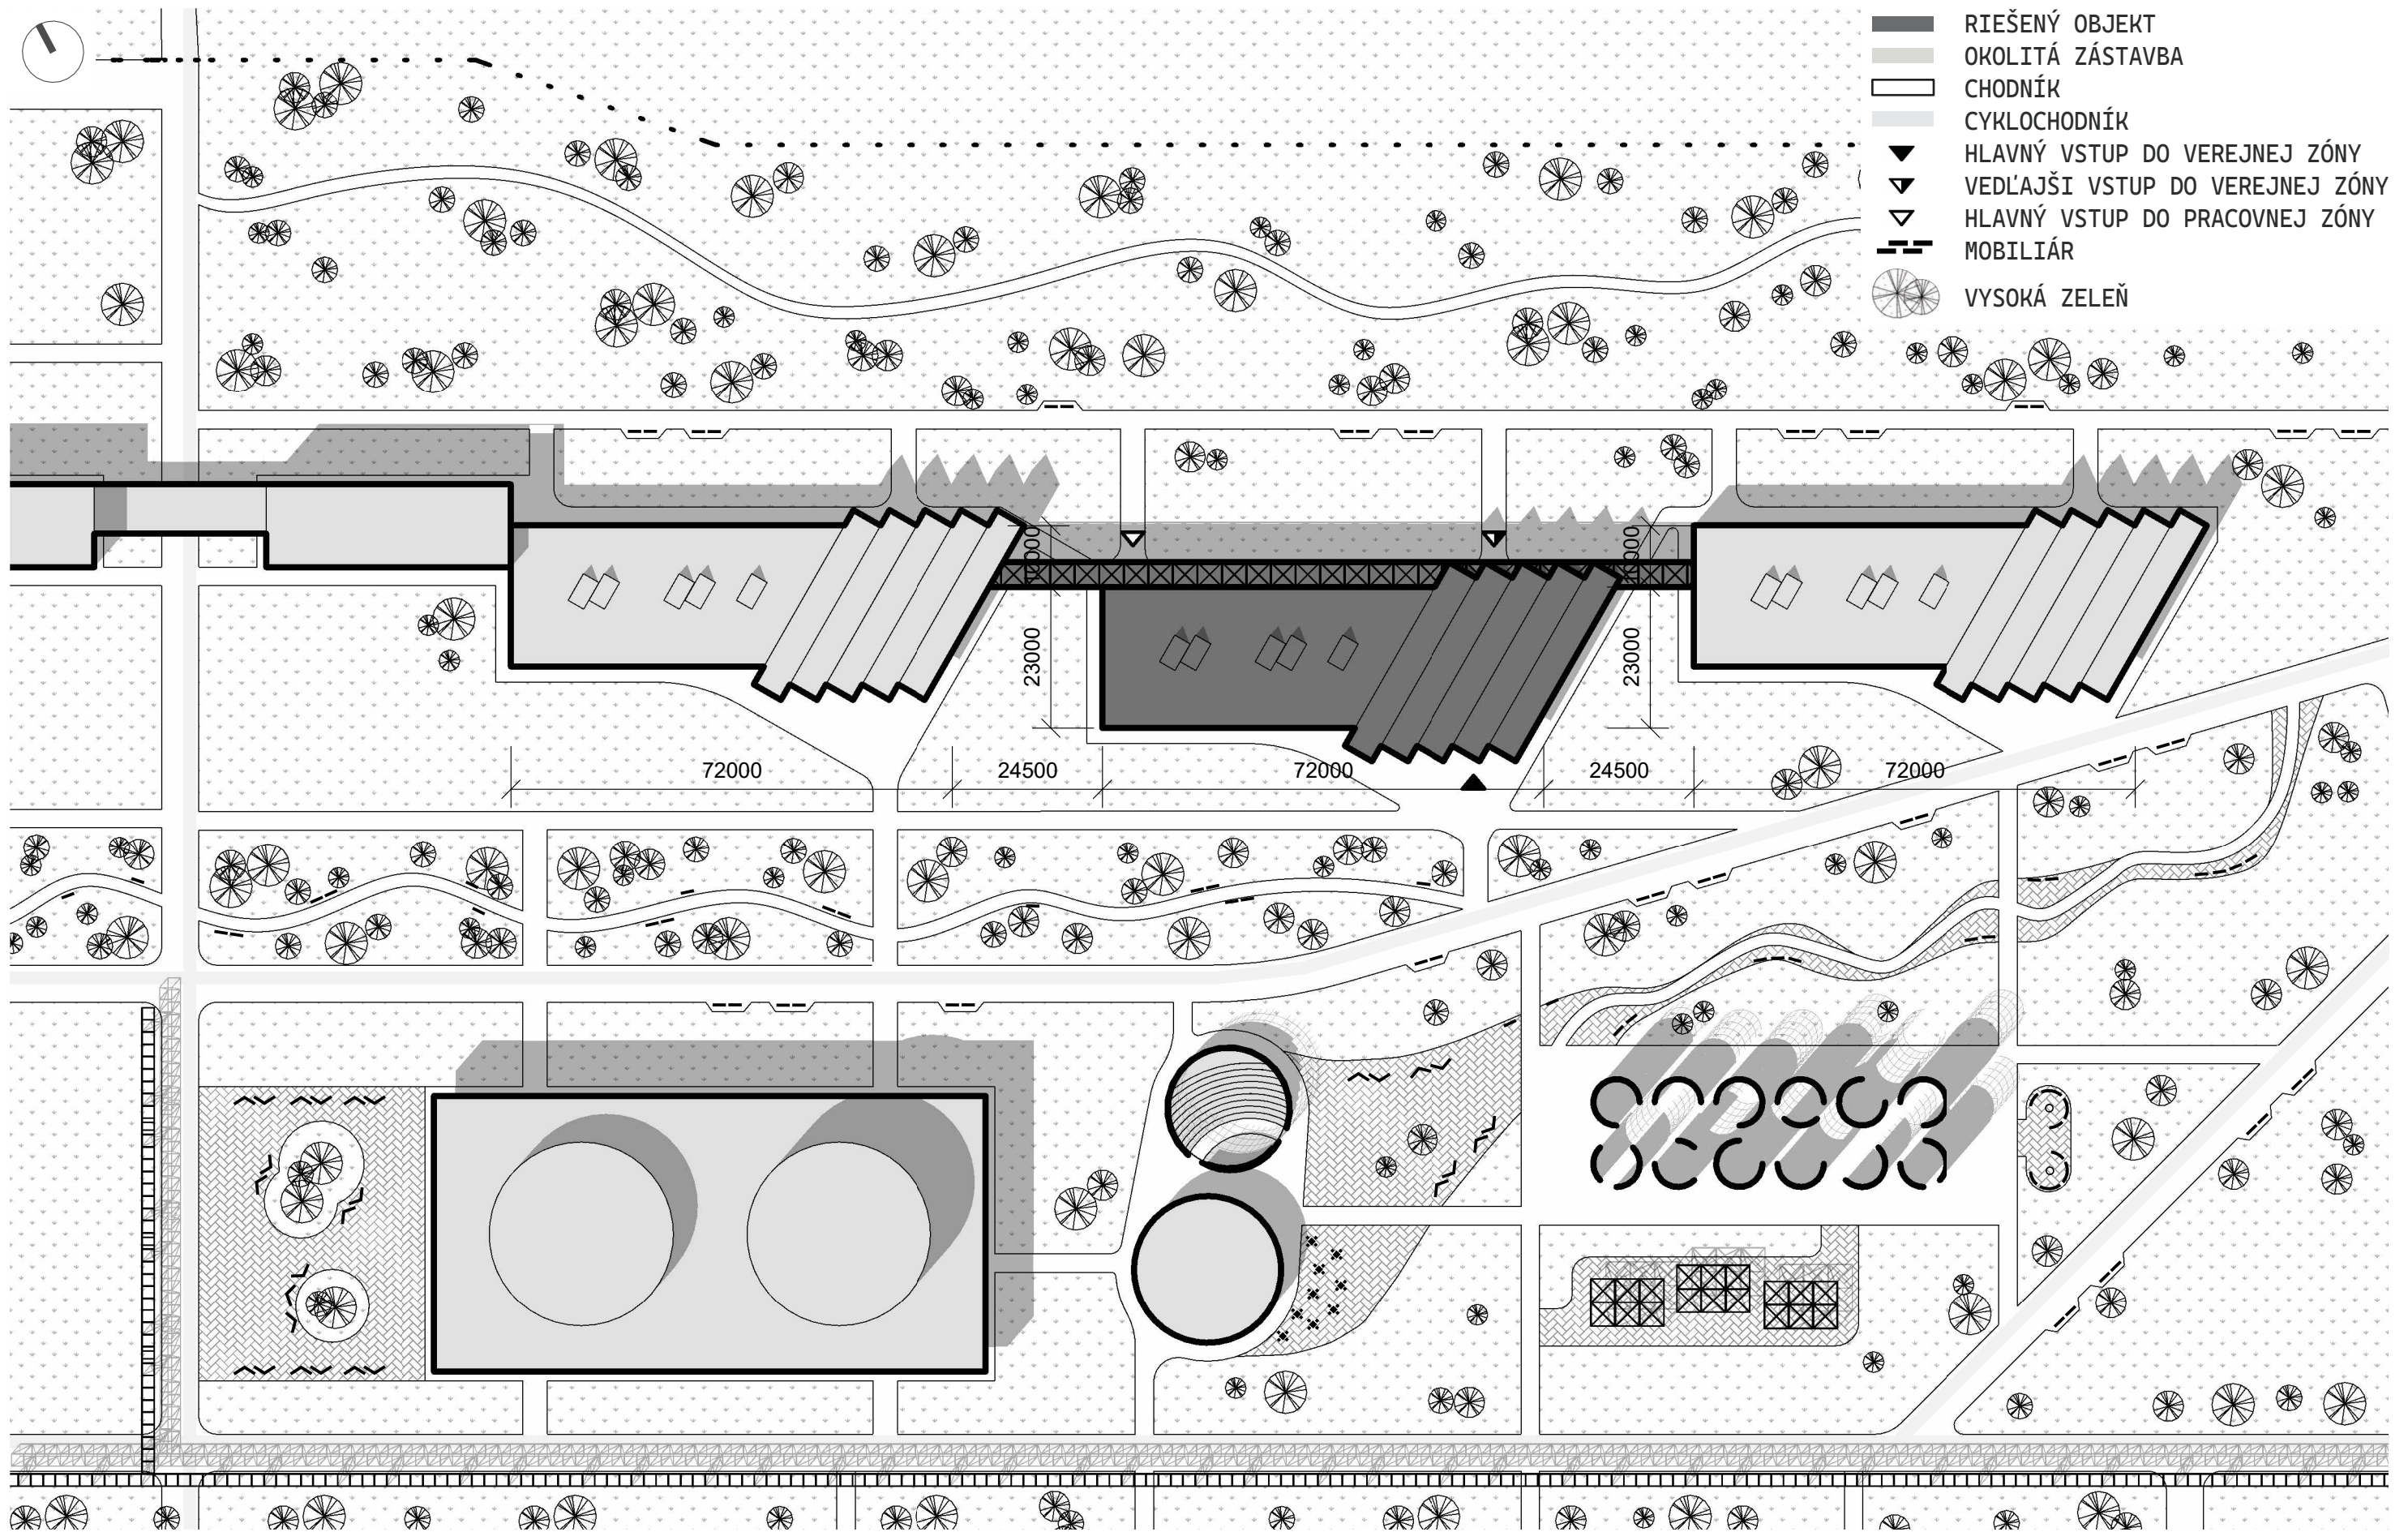 RIEŠENÝ OBJEKT
OKOLITÁ ZÁSTAVBA
CHODNÍK
CYKLOCHODNÍK
HLAVNÝ VSTUP DO VEREJNEJ ZÓNY
VEDĽAJŠI VSTUP DO VEREJNEJ ZÓNY
HLAVNÝ VSTUP DO PRACOVNEJ ZÓNY
MOBILIÁR
VYSOKÁ ZELEŇ
23000
23000
72000
24500
72000
24500
72000